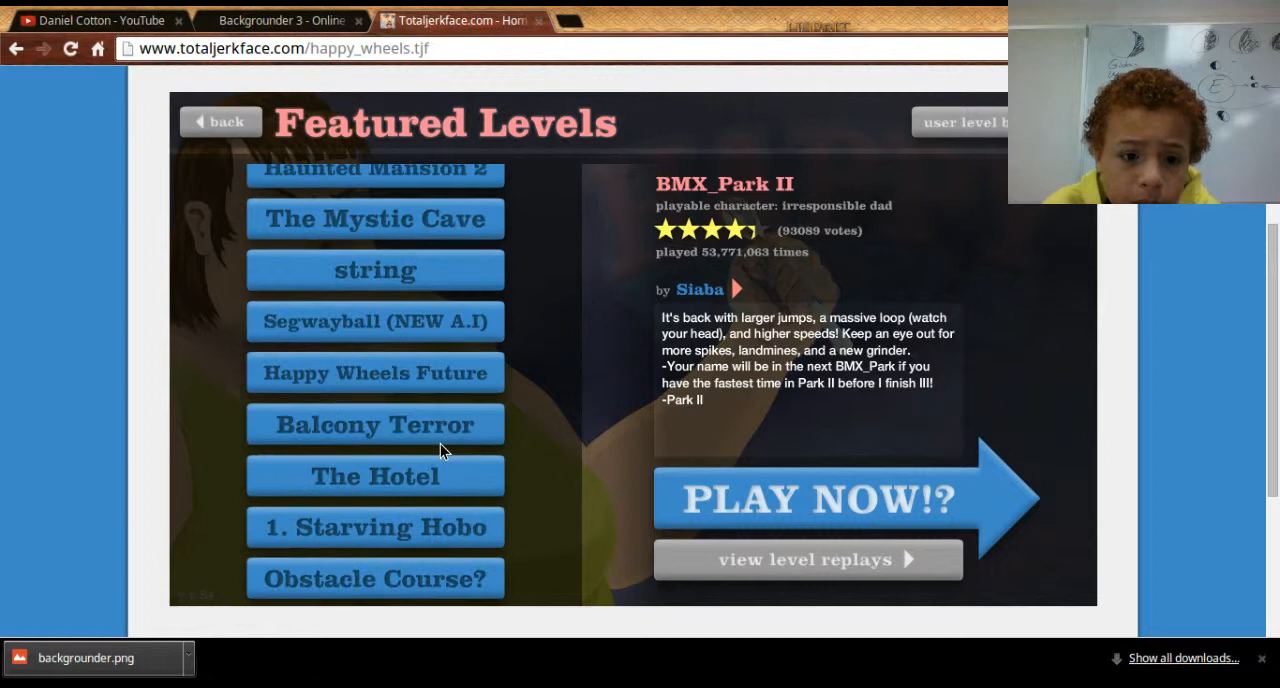 Daniel Cotton - YouTube
Backgrounder 3 - Online
Totaljerkface.com - Hom
www.totaljerkface.com/happy_wheels.tjf
back
Featured Levels
user level b
Haunted Mansion 2
The Mystic Cave
string
Segwayball (NEW A.I)
Happy Wheels Future
Balcony Terror
The Hotel
1. Starving Hobo
Obstacle Course?
BMX_Park II
playable character: irresponsible dad
(93089 votes)
played 53,771,063 times
by Siaba
It's back with larger jumps, a massive loop (watch
your head), and higher speeds! Keep an eye out for
more spikes, landmines, and a new grinder.
-Your name will be in the next BMX_Park if you
have the fastest time in Park II before I finish III!
-Park II
PLAY NOW!?
view level replays
E
backgrounder.png
Show all downloads...